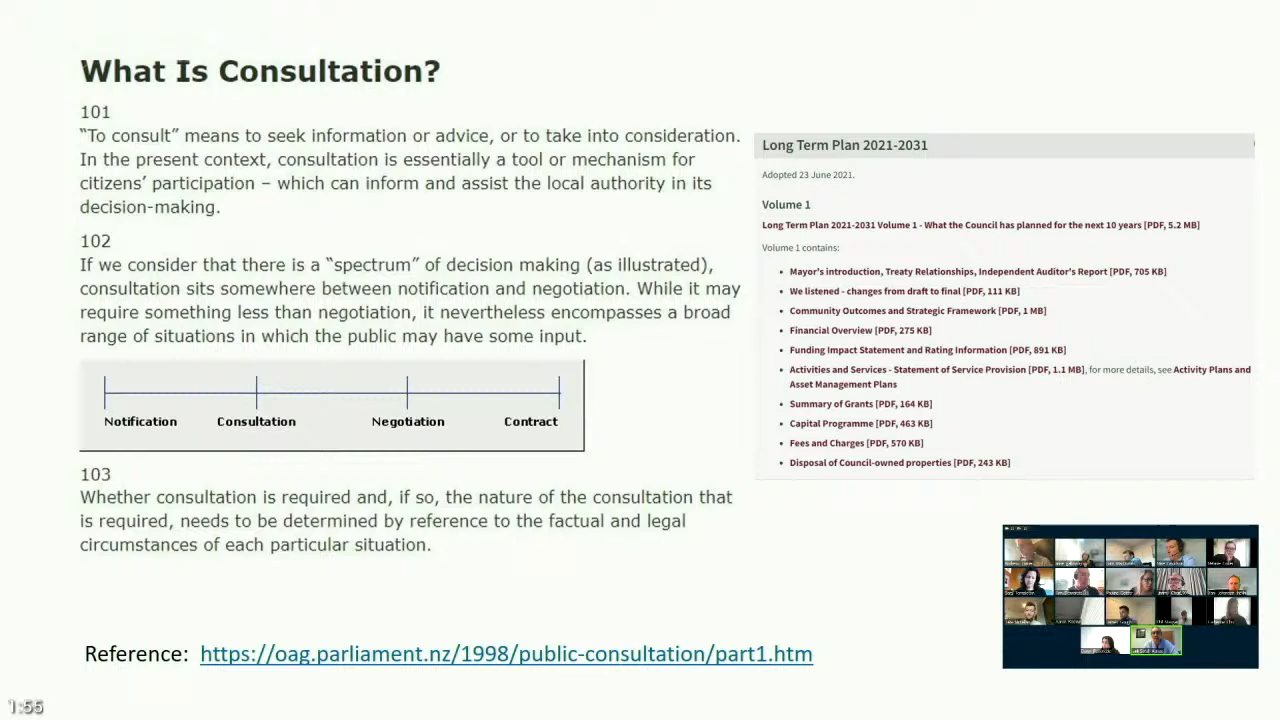 What Is Consultation?
101
“To consult” means to seek information or advice, or to take into consideration.
In the present context, consultation is essentially a tool or mechanism for
citizens’ participation – which can inform and assist the local authority in its
decision-making.
102
If we consider that there is a “spectrum” of decision making (as illustrated),
consultation sits somewhere between notification and negotiation. While it may
require something less than negotiation, it nevertheless encompasses a broad
range of situations in which the public may have some input.
Notification Consultation Negotiation Contract
103
Whether consultation is required and, if so, the nature of the consultation that
is required, needs to be determined by reference to the factual and legal
circumstances of each particular situation.
Reference: https://oag.parliament.nz/1998/public-consultation/part1.htm
Long Term Plan 2021-2031
Adopted 23 June 2021.
Volume 1
Long Term Plan 2021-2031 Volume 1 - What the Council has planned for the next 10 years [PDF, 5.2 MB]
Volume 1 contains:
• Mayor's introduction, Treaty Relationships, Independent Auditor's Report [PDF, 705 KB]
• We listened - changes from draft to final [PDF, 111 KB]
• Community Outcomes and Strategic Framework [PDF, 1 MB]
• Financial Overview [PDF, 275 KB]
• Funding Impact Statement and Rating Information [PDF, 891 KB]
• Activities and Services - Statement of Service Provision [PDF, 1.1 MB], for more details, see Activity Plans and
Asset Management Plans
• Summary of Grants [PDF, 164 KB]
• Capital Programme [PDF, 463 KB]
• Fees and Charges [PDF, 570 KB]
• Disposal of Council-owned properties [PDF, 243 KB]
1:55